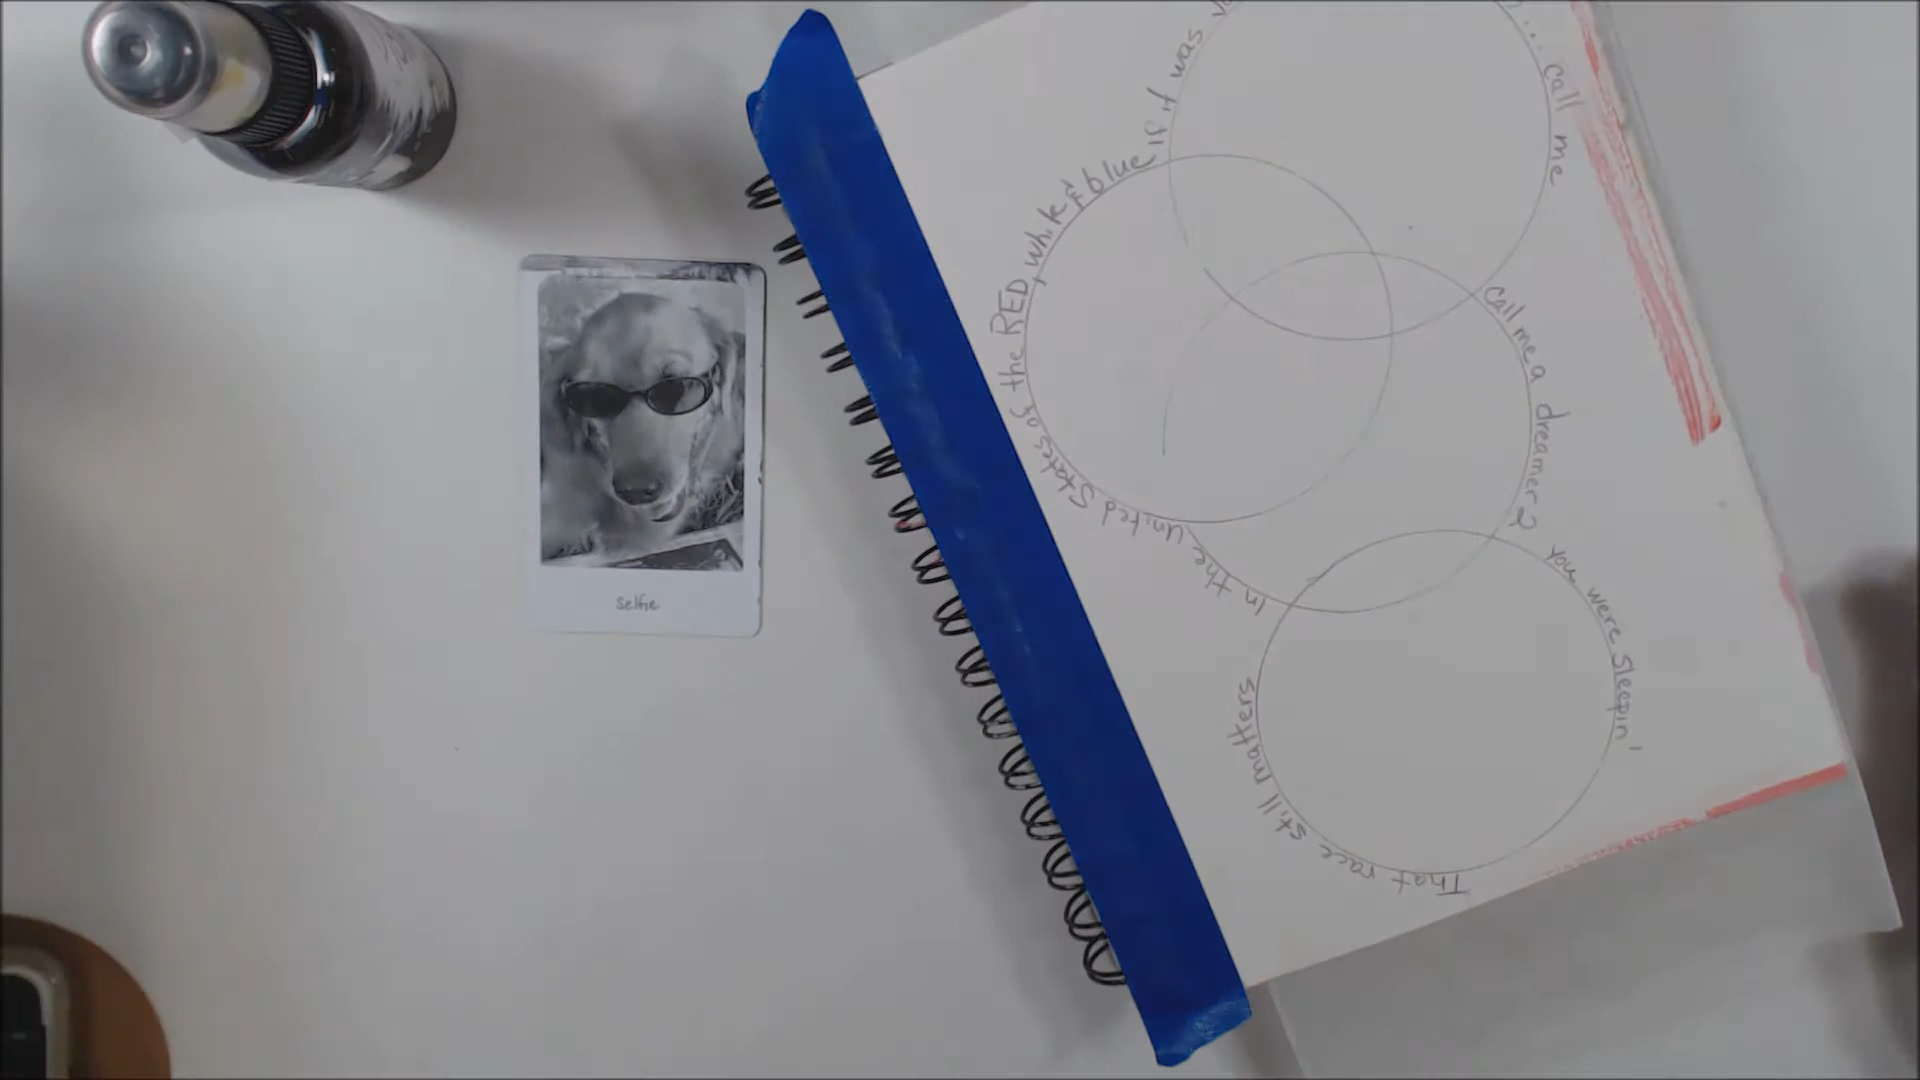 selfie
call me
Call me a dreamer
you were sleepin'
That race still matters
in the united States of the RED, white & blue
if it was